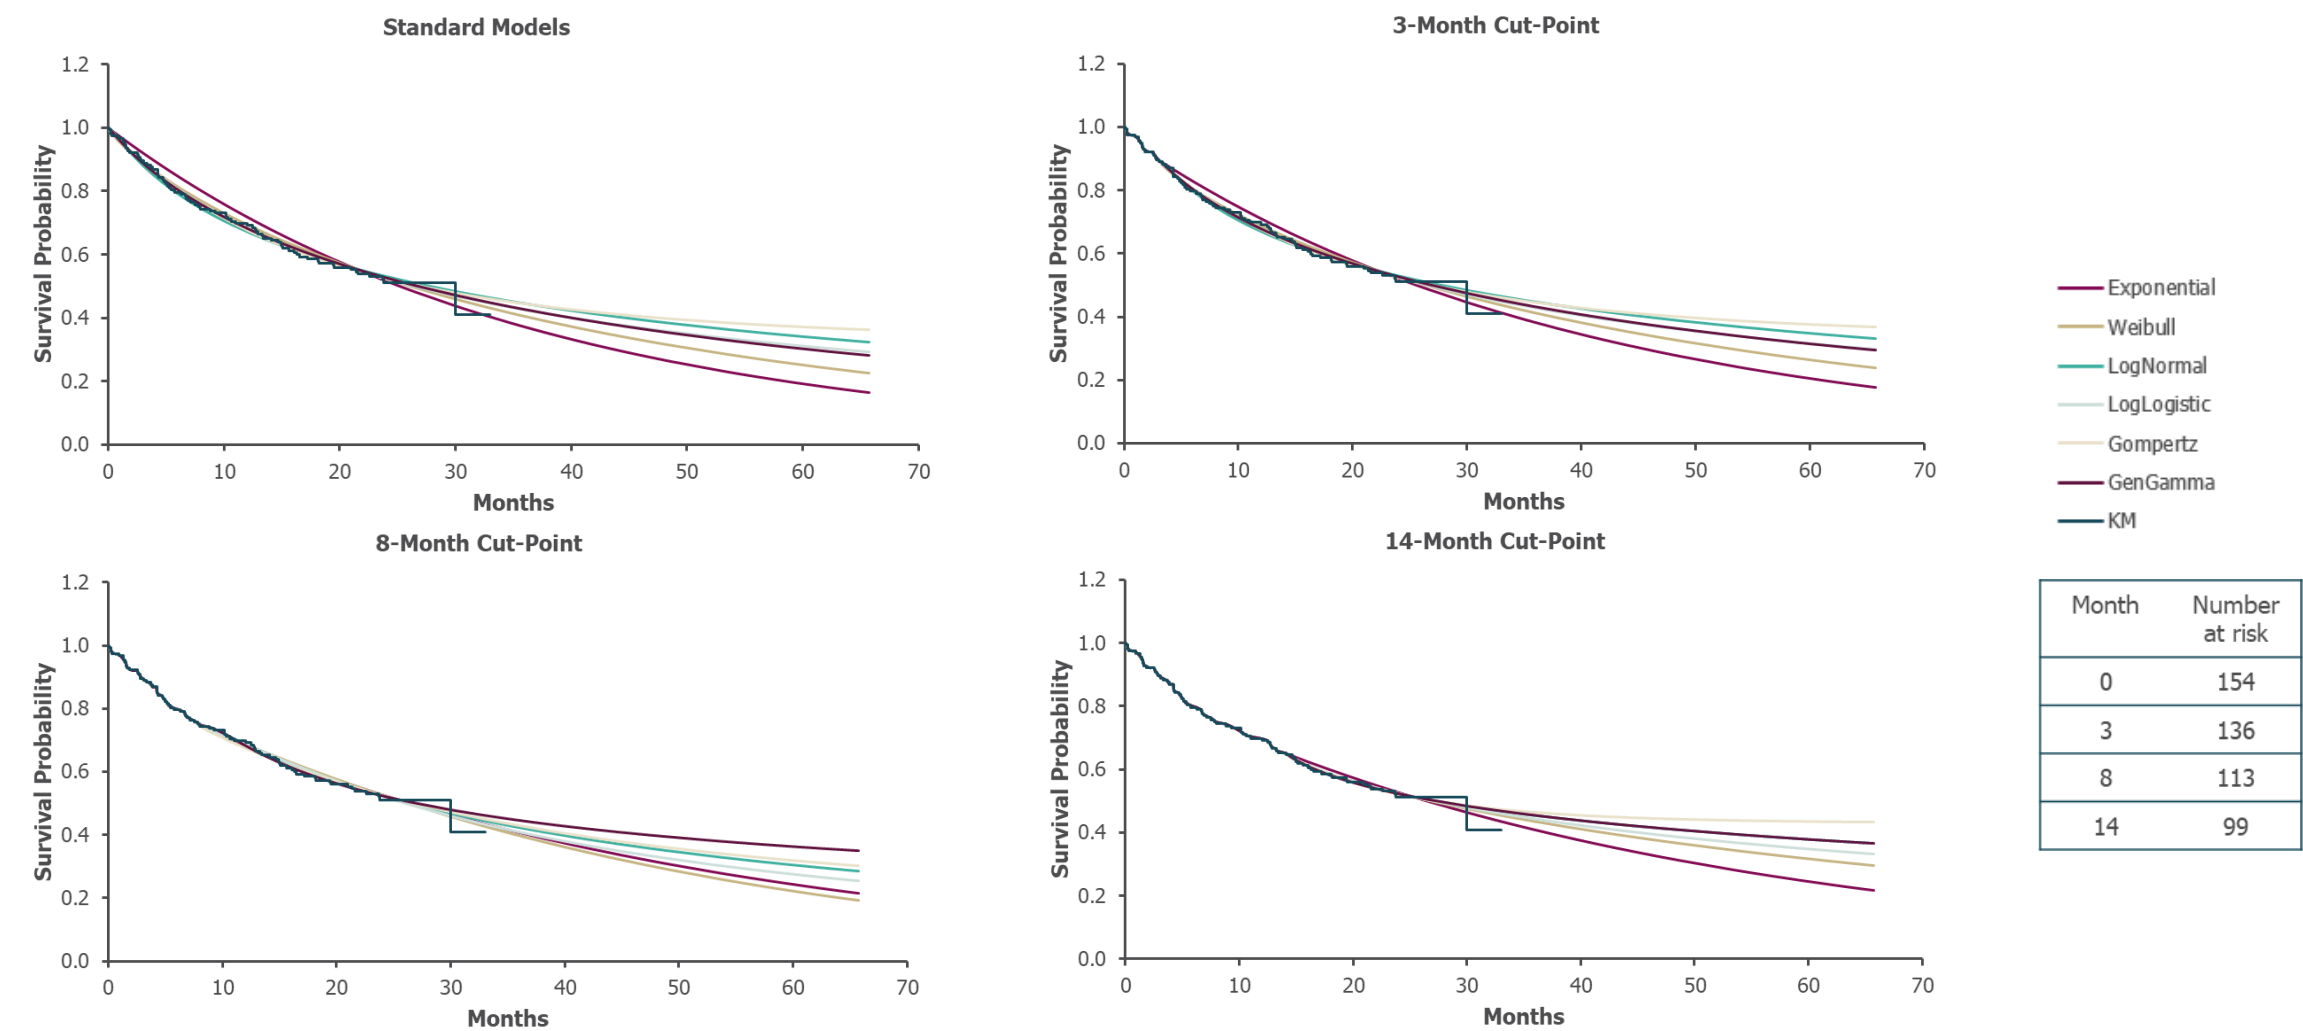 Standard Models
1.2
1.0
0.8
0.6
0.4
0.2
0.0
Survival Probability
0 10 20 30 40 50 60 70
Months
3-Month Cut-Point
1.2
1.0
0.8
0.6
0.4
0.2
0.0
Survival Probability
0 10 20 30 40 50 60 70
Months
8-Month Cut-Point
1.2
1.0
0.8
0.6
0.4
0.2
0.0
Survival Probability
0 10 20 30 40 50 60 70
Months
14-Month Cut-Point
1.2
1.0
0.8
0.6
0.4
0.2
0.0
Survival Probability
0 10 20 30 40 50 60 70
Months
Exponential
Weibull
LogNormal
LogLogistic
Gompertz
GenGamma
KM
Month Number
at risk
0 154
3 136
8 113
14 99